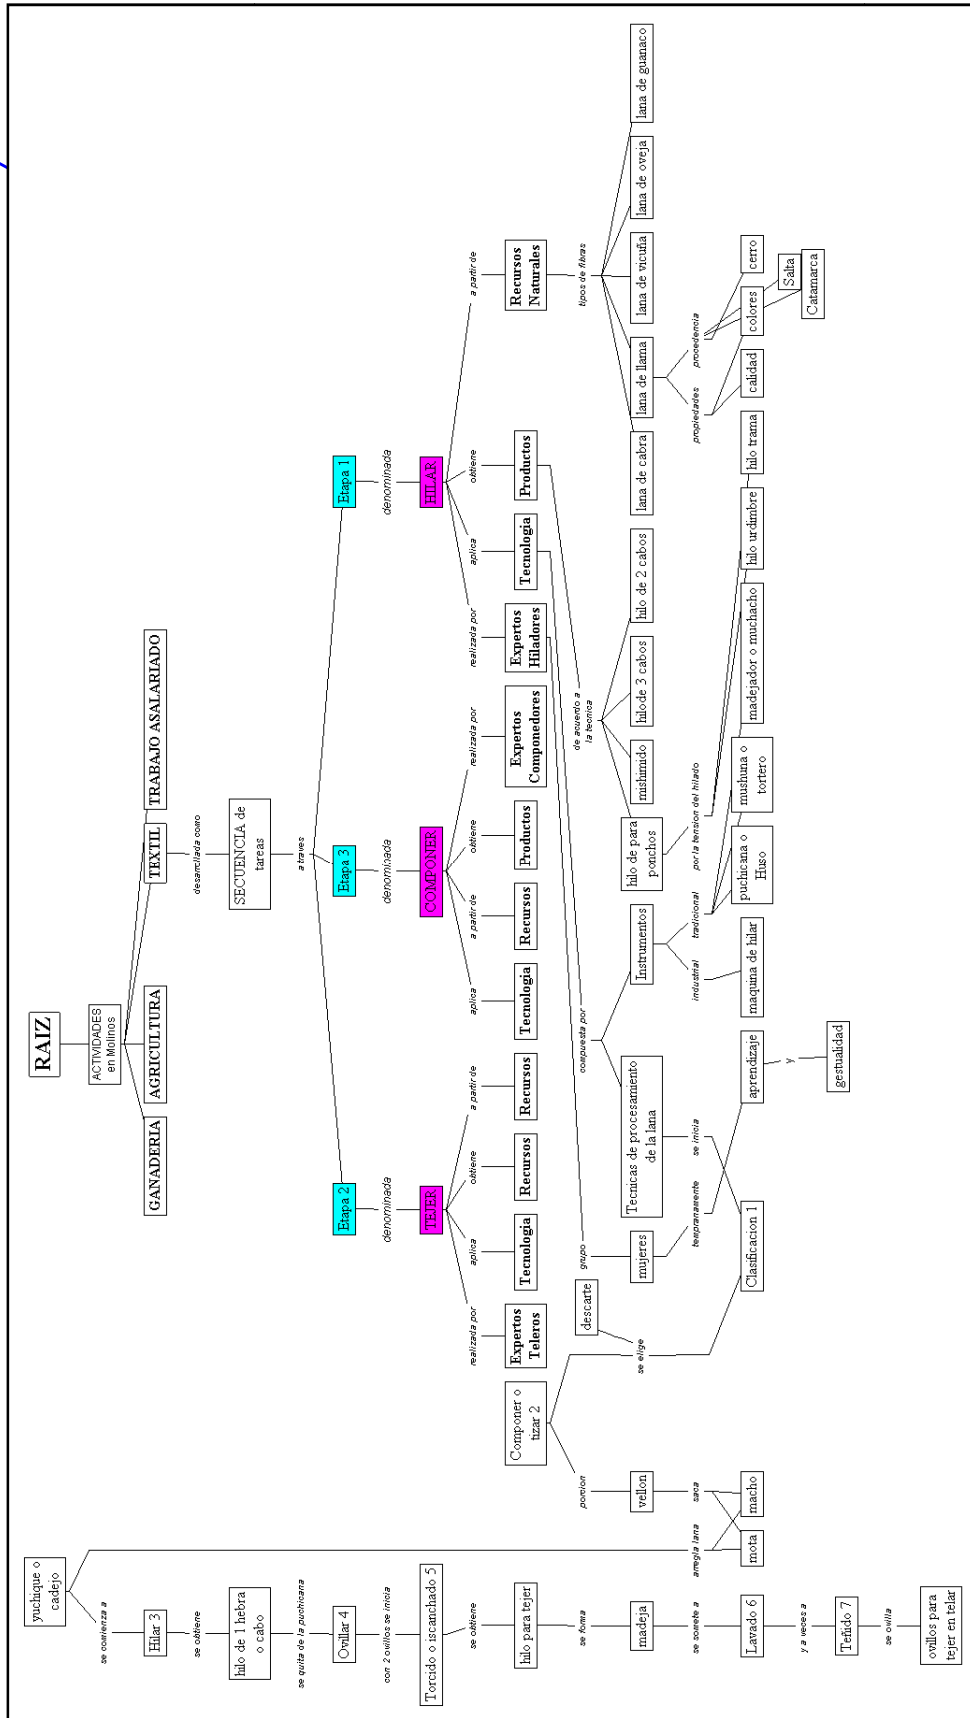 RAIZ
ACTIVIDADES
en Molinos
GANADERIA
AGRICULTURA
TEXTIL
TRABAJO ASALARIADO
desarrllada como
SECUENCIA de
tareas
a traves
Etapa 2
Etapa 3
Etapa 1
denominada
denominada
denominada
TEJER
COMPONER
HILAR
realizada por
aplica
obtiene
a partir de
aplica
a partir de
obtiene
realizada por
realizada por
aplica
obtiene
a partir de
Expertos
Teleros
Tecnologia
Recursos
Recursos
Tecnologia
Recursos
Productos
Expertos
Componedores
Expertos
Hiladores
Tecnologia
Productos
Recursos
Naturales
grupo
compuesta por
de acuerdo a
la tecnica
tipos de fibras
mujeres
Tecnicas de procesamiento
de la lana
Instrumentos
hilo de para
ponchos
mishimido
hilode 3 cabos
hilo de 2 cabos
lana de cabra
lana de llama
lana de vicuña
lana de oveja
lana de guanaco
tempranamente
se inicia
industrial
tradicional
por la tension del hilado
propiedades
procedencia
Clasificacion 1
aprendizaje
maquina de hilar
puchicana o
Huso
mushuna o
tortero
madejador o muchacho
hilo urdimbre
hilo trama
calidad
colores
cerro
Salta
Catamarca
y
gestualidad
descarte
se elige
Componer o
tizar 2
porcion
vellon
saca
mota
macho
arregla lana
yuchique o
cadejo
se comienza a
Hilar 3
se obtiene
hilo de 1 hebra
o cabo
se quita de la puchicana
Ovillar 4
con 2 ovillos se inicia
Torcido o iscanchado 5
se obtiene
hilo para tejer
se forma
madeja
se somete a
Lavado 6
y a veces a
Teñido 7
se ovilla
ovillos para
tejer en telar